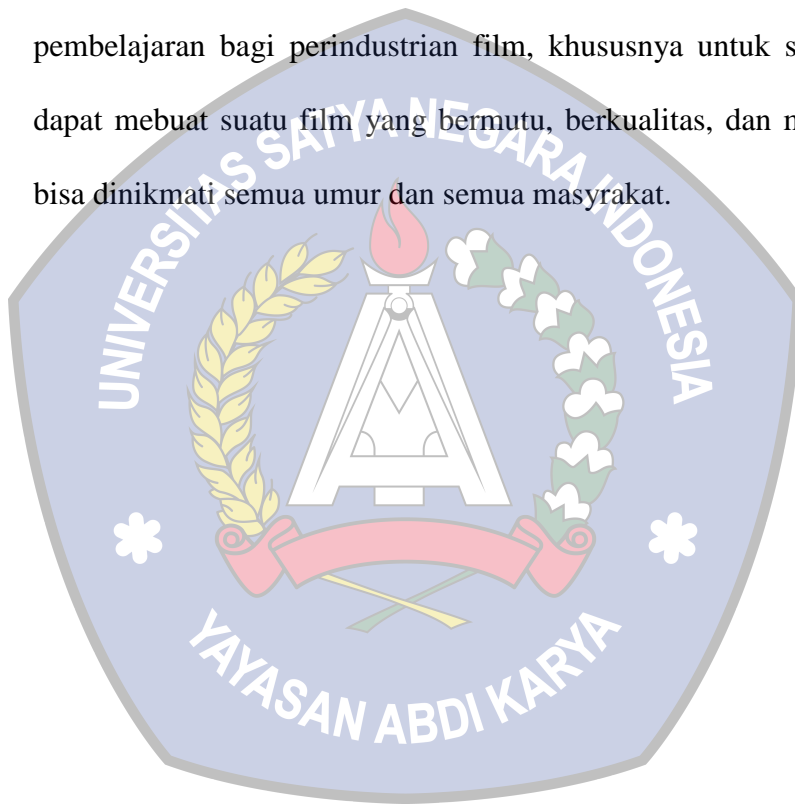 pembelajaran bagi perindustrian film, khususnya untuk
dapat mebuat suatu film yang bermutu, berkualitas, dan
bisa dinikmati semua umur dan semua masyrakat.
UNIVERSITAS SATYA NEGARA INDONESIA
YAYASAN ABDI KARYA